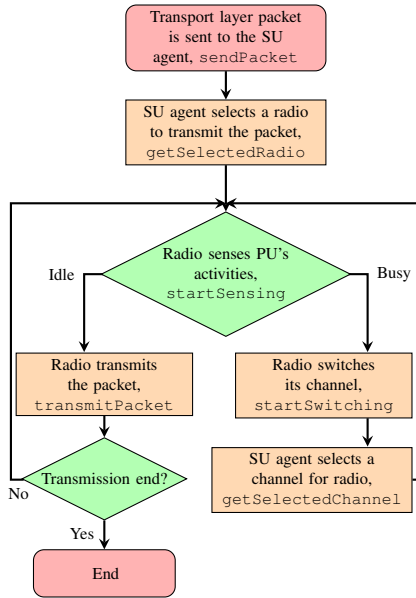 Transport layer packet
is sent to the SU
agent, sendPacket
SU agent selects a radio
to transmit the packet,
getSelectedRadio
Radio senses PU's
activities,
startSensing
Idle
Busy
Radio transmits
the packet,
transmitPacket
Radio switches
its channel,
startSwitching
Transmission end?
No
SU agent selects a
channel for radio,
getSelectedChannel
Yes
End